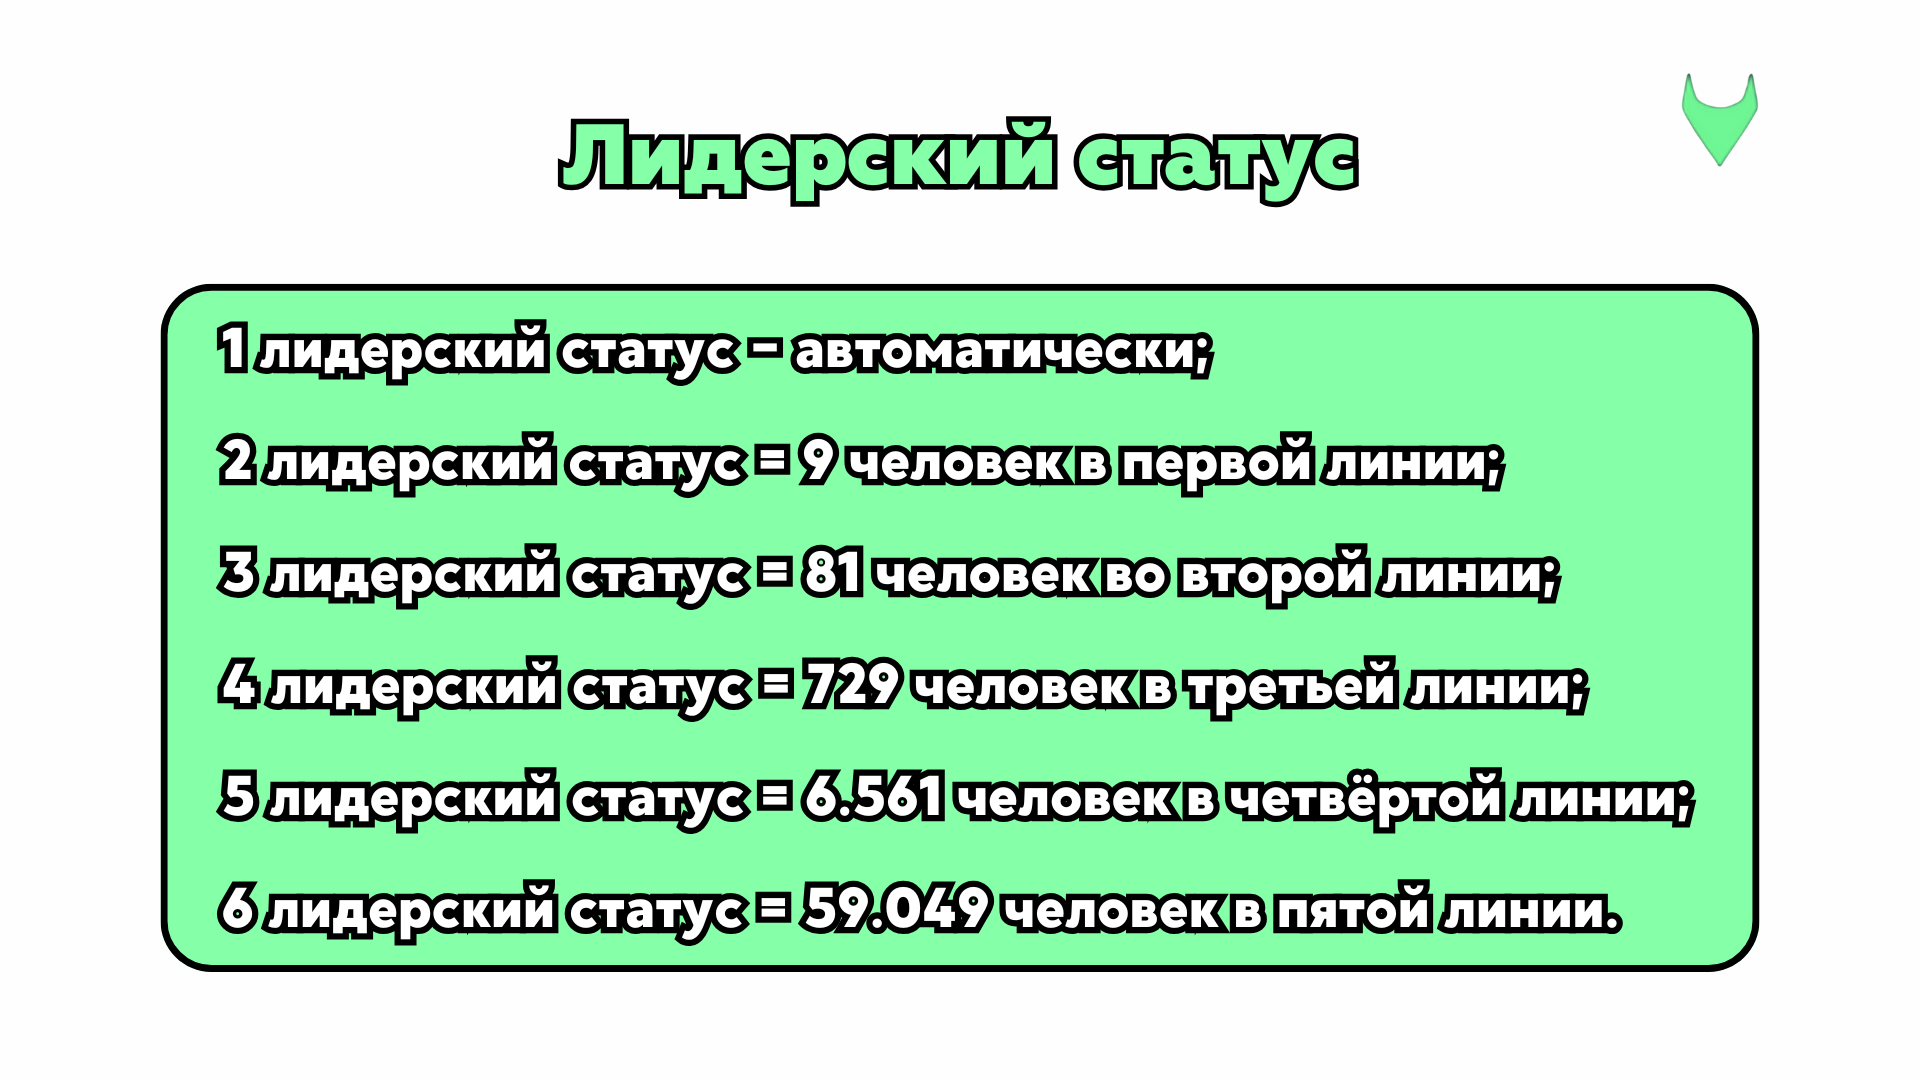 Лидерский статус
1 лидерский статус – автоматически;
2 лидерский статус = 9 человек в первой линии;
3 лидерский статус = 81 человек во второй линии;
4 лидерский статус = 729 человек в третьей линии;
5 лидерский статус = 6.561 человек в четвёртой линии;
6 лидерский статус = 59.049 человек в пятой линии.